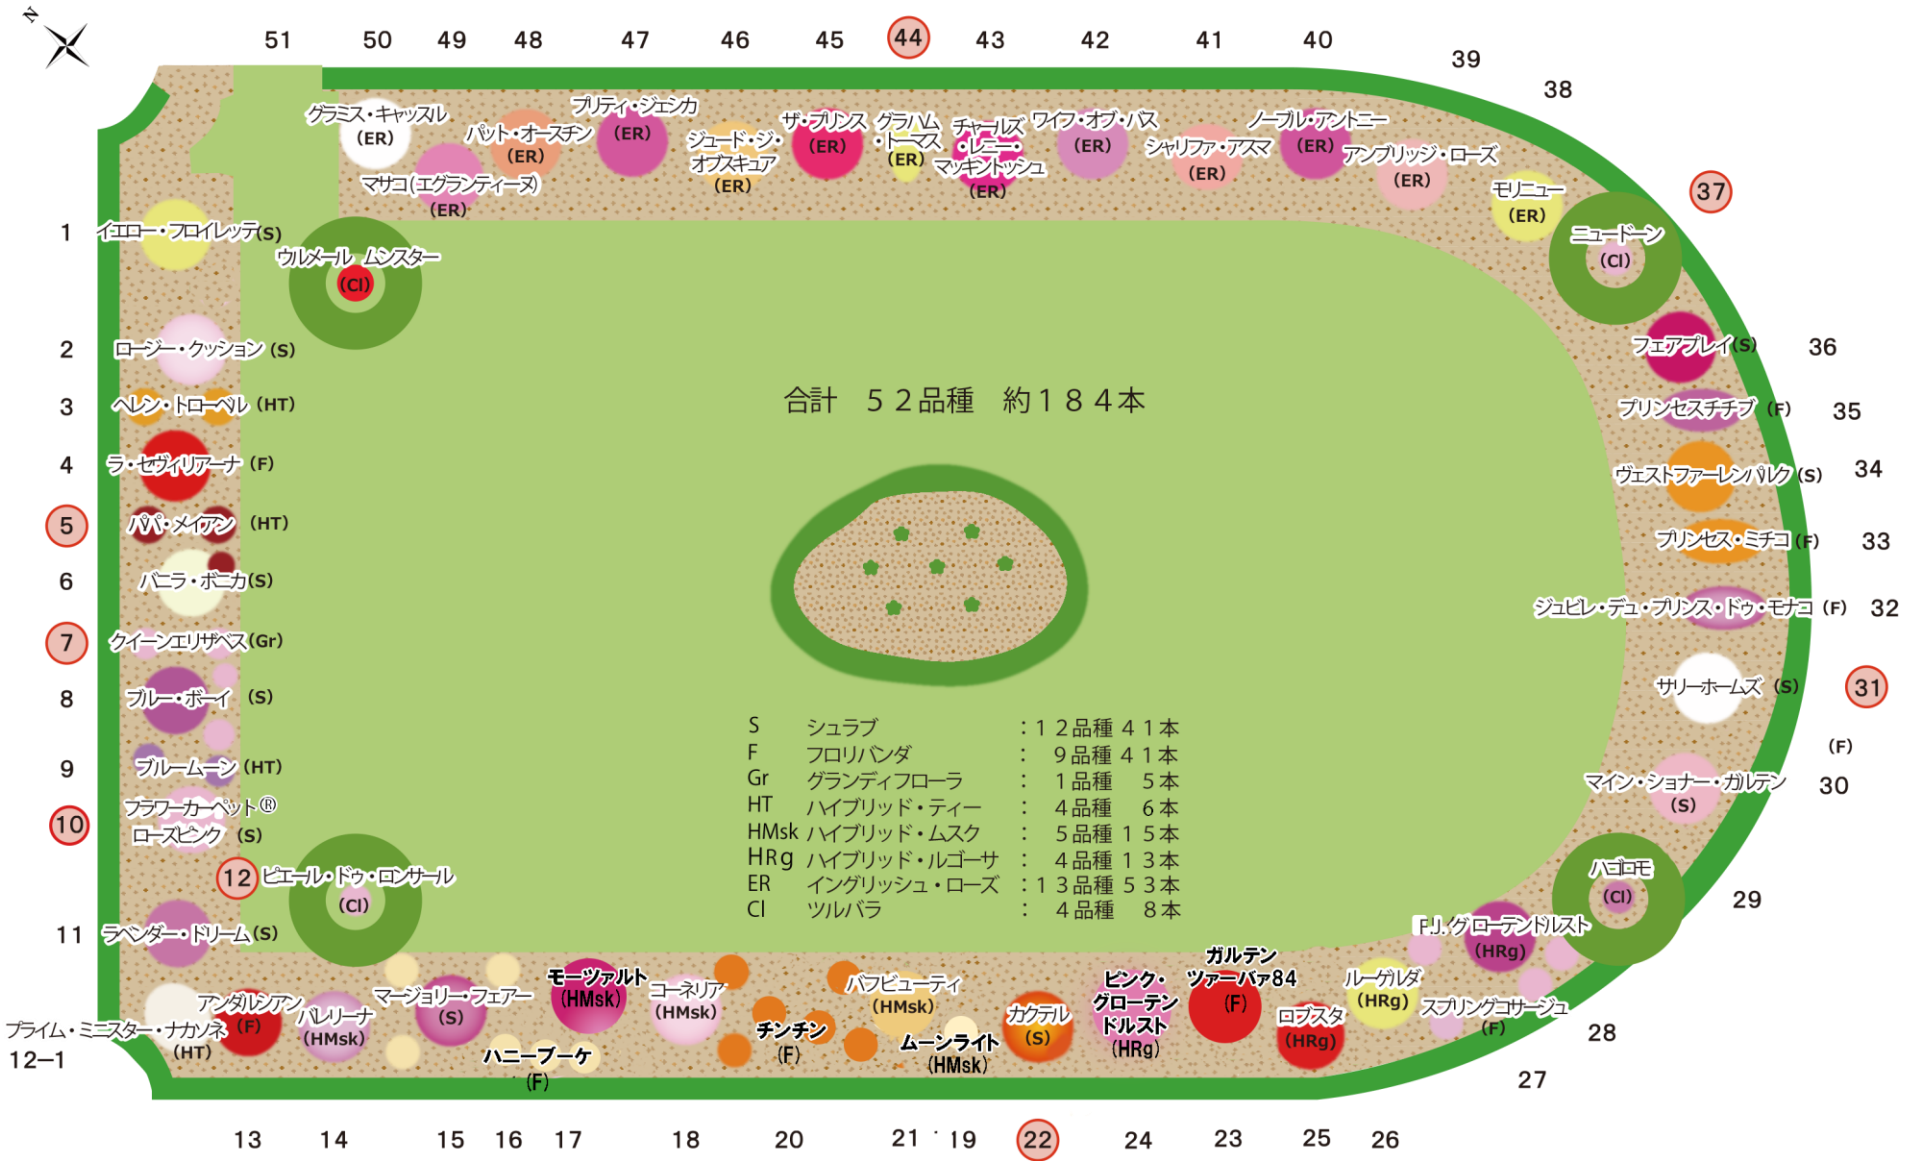 N
51
50
49
48
47
46
45
44
43
42
41
40
39
38
37
グラミス・キャッスル
(ER)
マサコ(エグランティーヌ)
(ER)
パット・オースチン
(ER)
プリティ・ジェシカ
(ER)
ジュード・ジ・
オブスキュア
(ER)
ザ・プリンス
(ER)
グラハム
・トーマス
(ER)
チャールズ
・レニー・
マッキントッシュ
(ER)
ワイフ・オブ・バス
(ER)
シャリファ・アスマ
(ER)
ノーブル・アントニー
(ER)
アンブリッジ・ローズ
(ER)
モリニュー
(ER)
ニュードーン
(Cl)
1
イエロー・フロイレッテ(S)
ウルメール ムンスター
(Cl)
2
ロージー・クッション(S)
3
ヘレン・トローベル(HT)
4
ラ・セヴィリアーナ(F)
5
パパ・メイアン(HT)
6
バニラ・ボニカ(S)
7
クイーンエリザベス(Gr)
8
ブルー・ボーイ(S)
9
ブルームーン(HT)
10
フラワーカーペット®
ローズピンク(S)
12
ピエール・ドゥ・ロンサール
(Cl)
11
ラベンダー・ドリーム(S)
合計 52品種 約184本
S シュラブ :12品種41本
F フロリバンダ : 9品種41本
Gr グランディフローラ : 1品種 5本
HT ハイブリッド・ティー : 4品種 6本
HMsk ハイブリッド・ムスク : 5品種15本
HRg ハイブリッド・ルゴーサ : 4品種13本
ER イングリッシュ・ローズ :13品種53本
Cl ツルバラ : 4品種 8本
フェアプレイ(S)
36
プリンセスチチブ(F)
35
ヴェストファーレンパルク(S)
34
プリンセス・ミチコ(F)
33
ジュビレ・デュ・プリンス・ドゥ・モナコ(F)
32
サリーホームズ(S)
31
(F)
マイン・ショナー・ガルテン
(S)
30
ハゴロモ
(Cl)
29
F.J.グローテンドルスト
(HRg)
スプリングコサージュ
(F)
28
27
プライム・ミニスター・ナカソネ
(HT)
12−1
アンダルシアン
(F)
バレリーナ
(HMsk)
マージョリー・フェアー
(S)
ハニーブーケ
(F)
モーツァルト
(HMsk)
コーネリア
(HMsk)
チンチン
(F)
バフビューティ
(HMsk)
ムーンライト
(HMsk)
カクテル
(S)
ピンク・
グローテン
ドルスト
(HRg)
ガルテン
ツァーバァ84
(F)
ロブスタ
(HRg)
ルーゲルダ
(HRg)
13
14
15
16
17
18
20
21
19
22
24
23
25
26